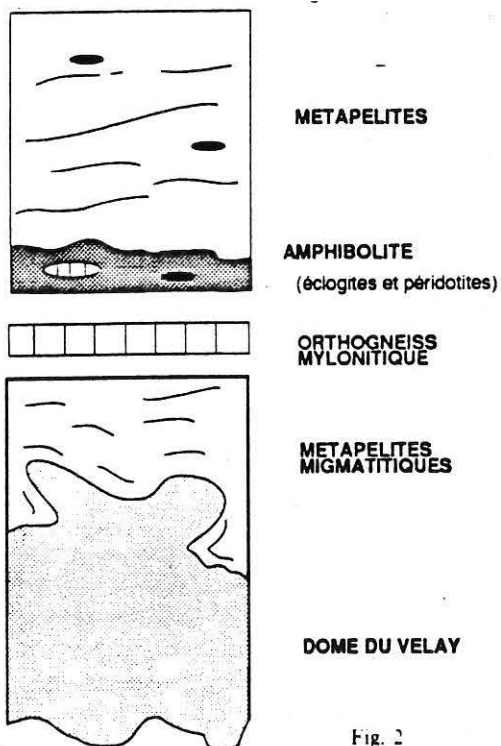 METAPELITES
AMPHIBOLITE
(éclogites et péridotites)
ORTHOGNEISS
MYLONITIQUE
METAPELITES
MIGMATITIQUES
DOME DU VELAY
Fig. 2